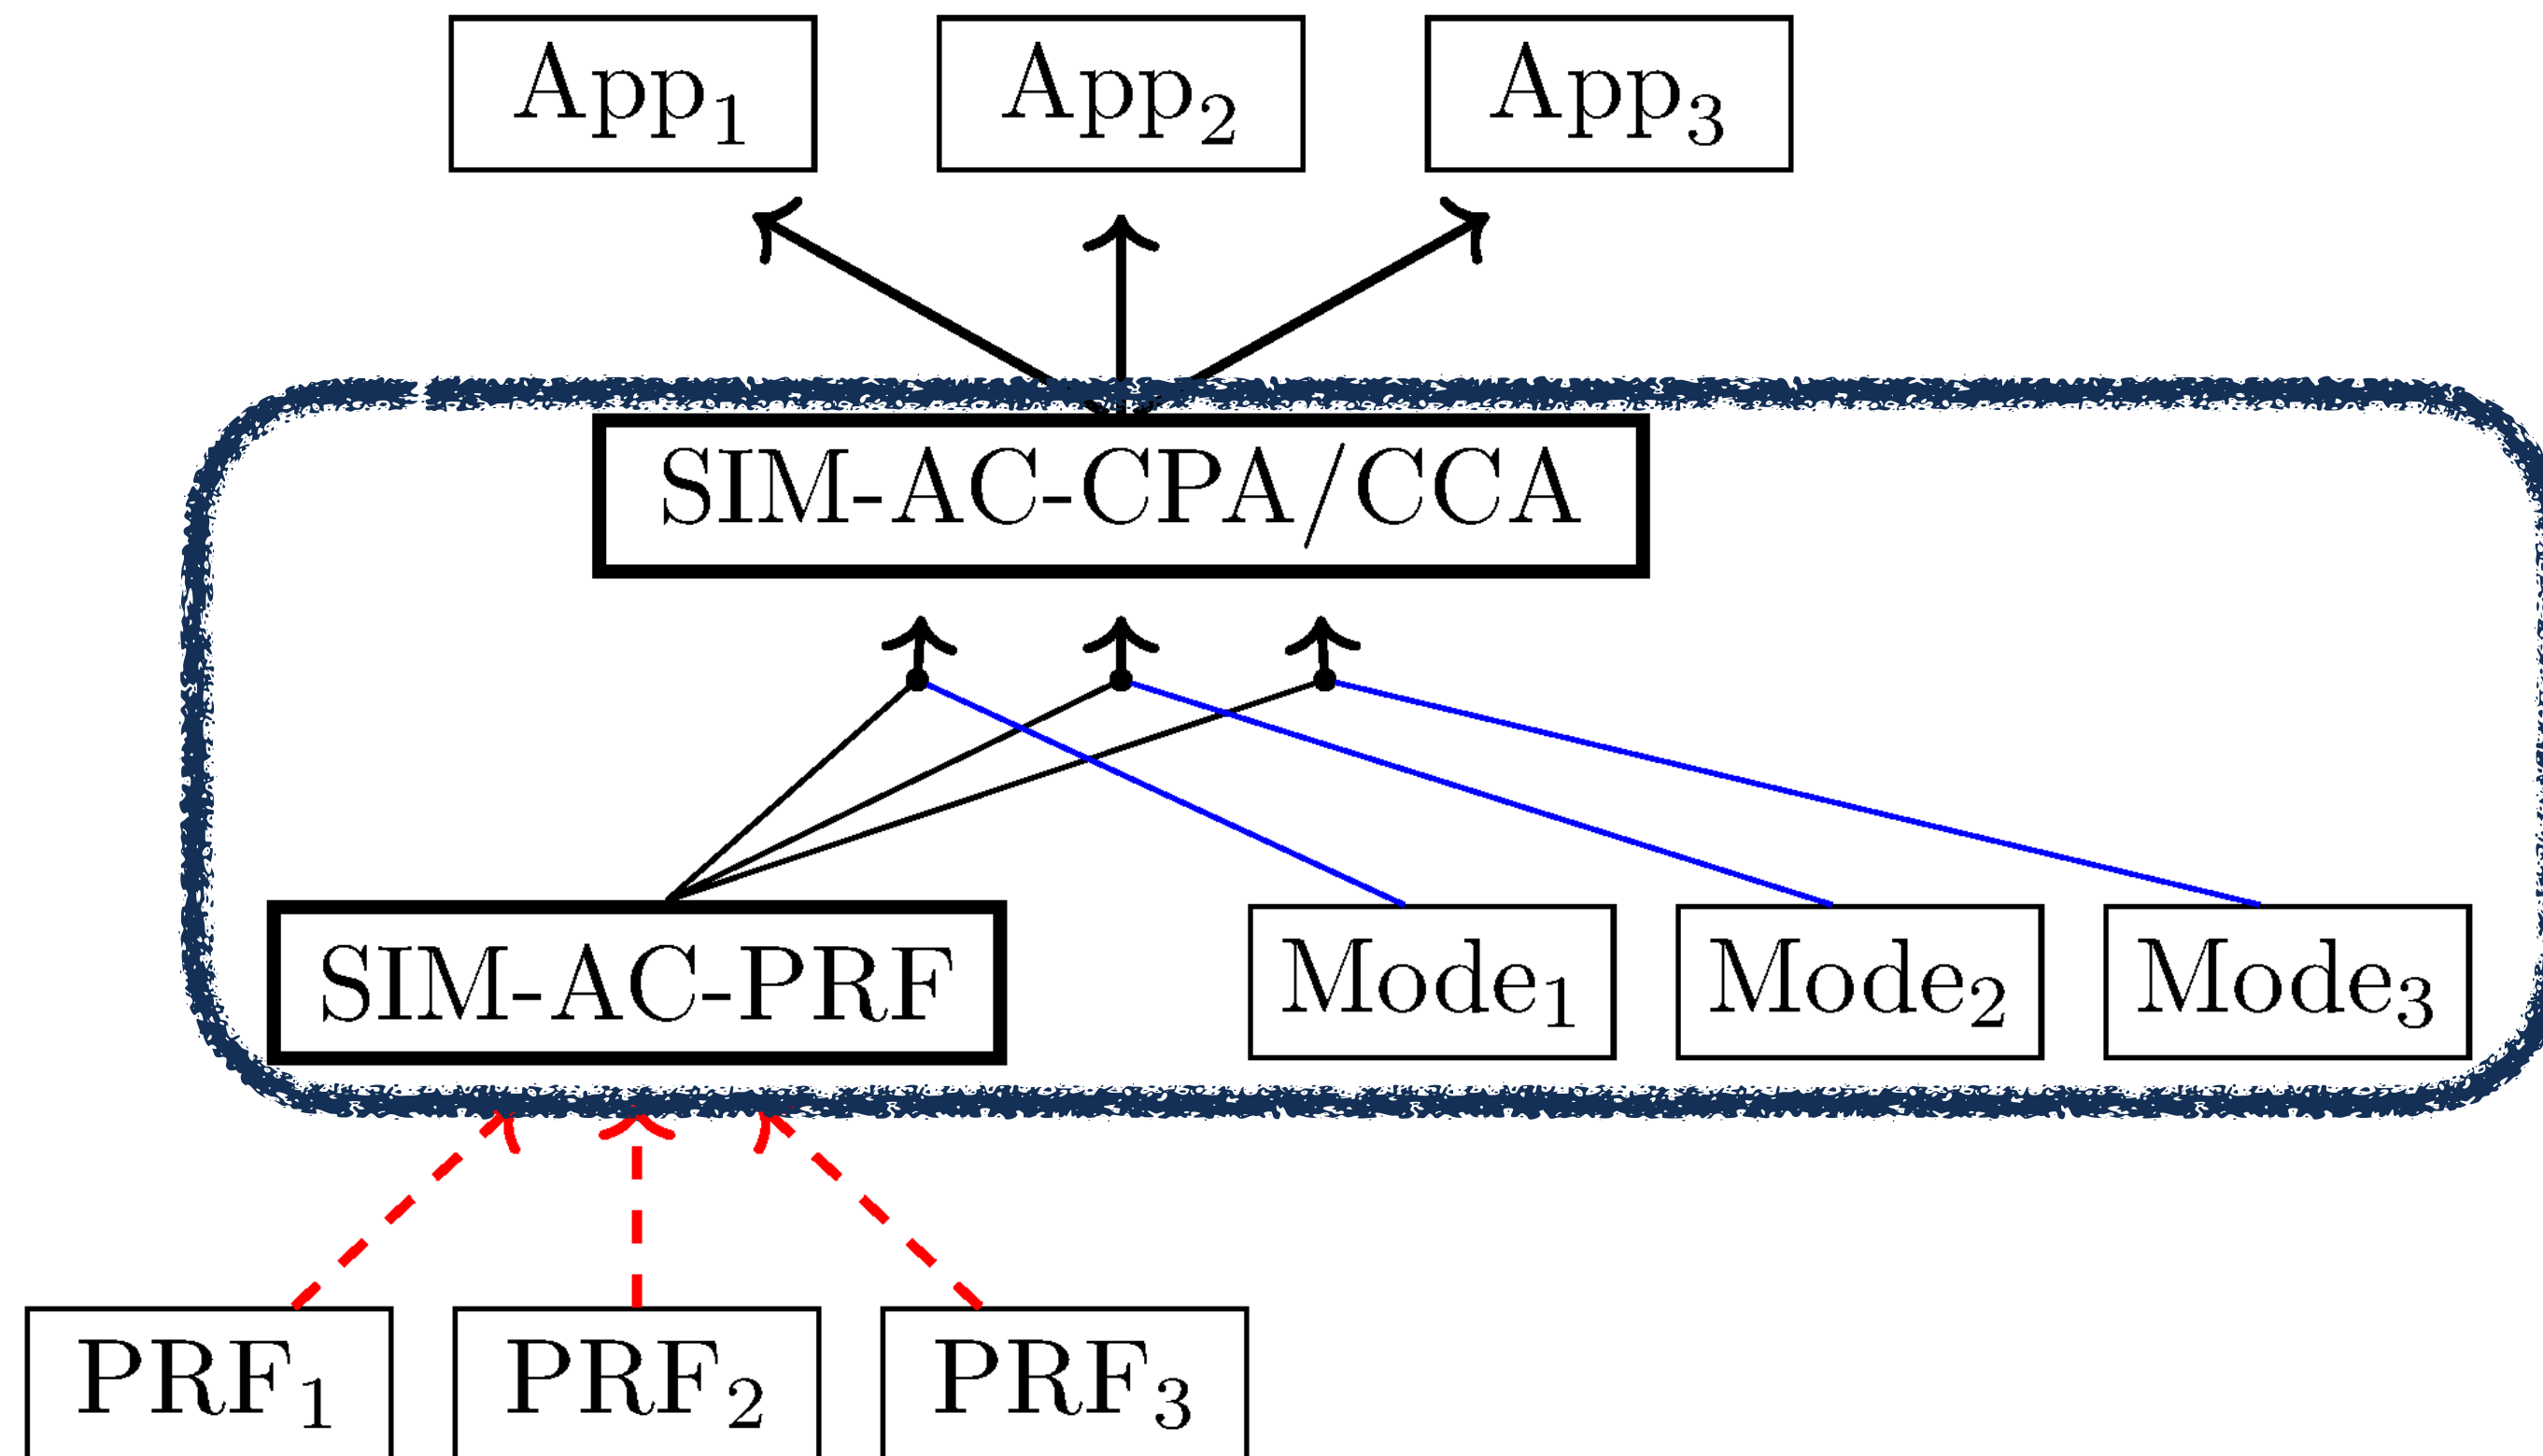 App₁ App₂ App₃
SIM-AC-CPA/CCA
SIM-AC-PRF Mode₁ Mode₂ Mode₃
PRF₁ PRF₂ PRF₃